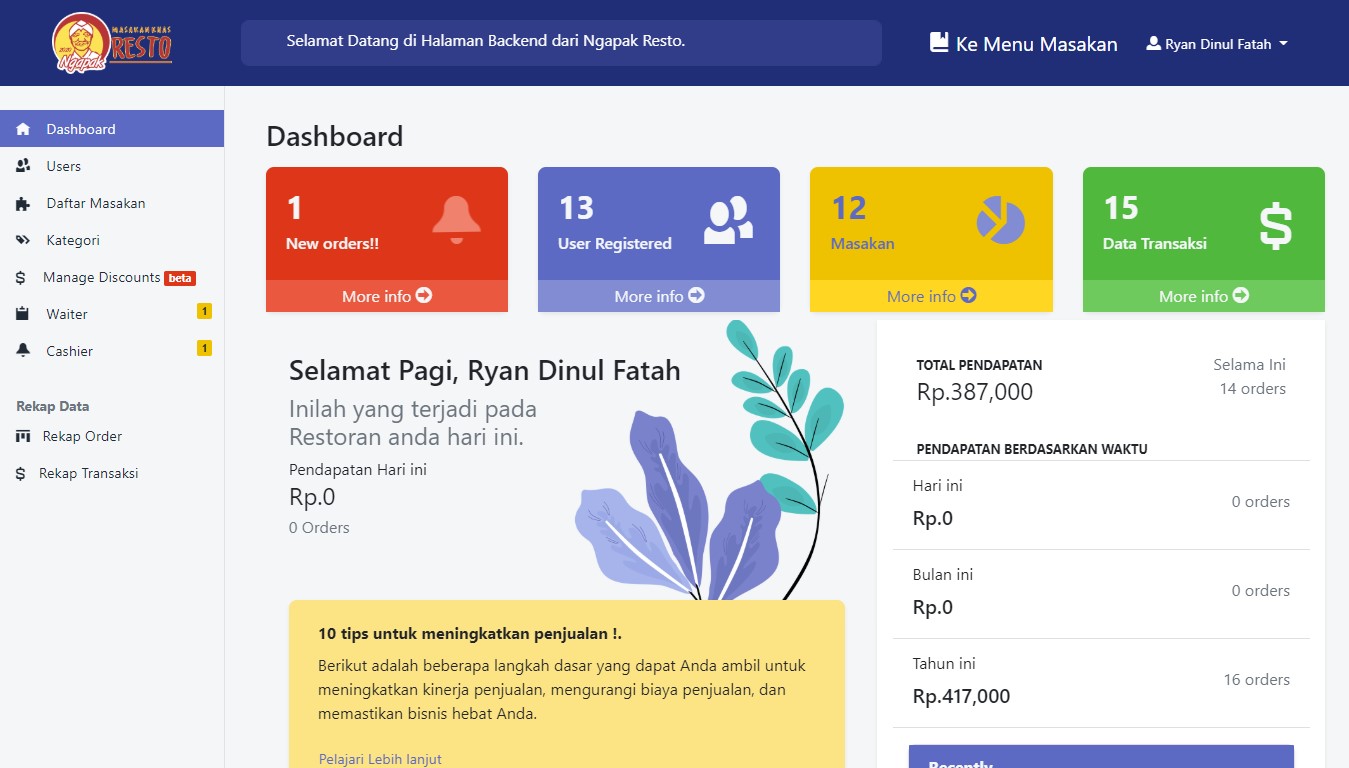 MASAKAN KHAS
RESTO
2020
Ngapak
Selamat Datang di Halaman Backend dari Ngapak Resto.
Ke Menu Masakan
Ryan Dinul Fatah
Dashboard
Users
Daftar Masakan
Kategori
$ Manage Discounts beta
Waiter 1
Cashier 1
Rekap Data
Rekap Order
$ Rekap Transaksi
Dashboard
1
New orders!!
More info
13
User Registered
More info
12
Masakan
More info
15
Data Transaksi
$
More info
Selamat Pagi, Ryan Dinul Fatah
Inilah yang terjadi pada
Restoran anda hari ini.
Pendapatan Hari ini
Rp.0
0 Orders
10 tips untuk meningkatkan penjualan !.
Berikut adalah beberapa langkah dasar yang dapat Anda ambil untuk
meningkatkan kinerja penjualan, mengurangi biaya penjualan, dan
memastikan bisnis hebat Anda.
Pelajari Lebih lanjut
TOTAL PENDAPATAN
Rp.387,000
Selama Ini
14 orders
PENDAPATAN BERDASARKAN WAKTU
Hari ini
Rp.0
0 orders
Bulan ini
Rp.0
0 orders
Tahun ini
Rp.417,000
16 orders
Recently